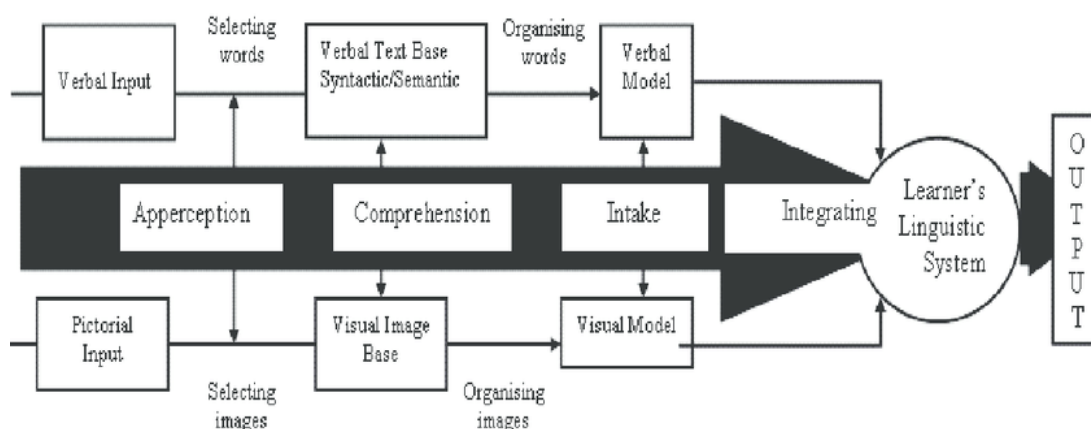 Selecting
words
Organising
words
Verbal Input
Verbal Text Base
Syntactic/Semantic
Verbal
Model
Apperception
Comprehension
Intake
Integrating
Learner's
Linguistic
System
OUTPUT
Pictorial
Input
Visual Image
Base
Visual Model
Selecting
images
Organising
images